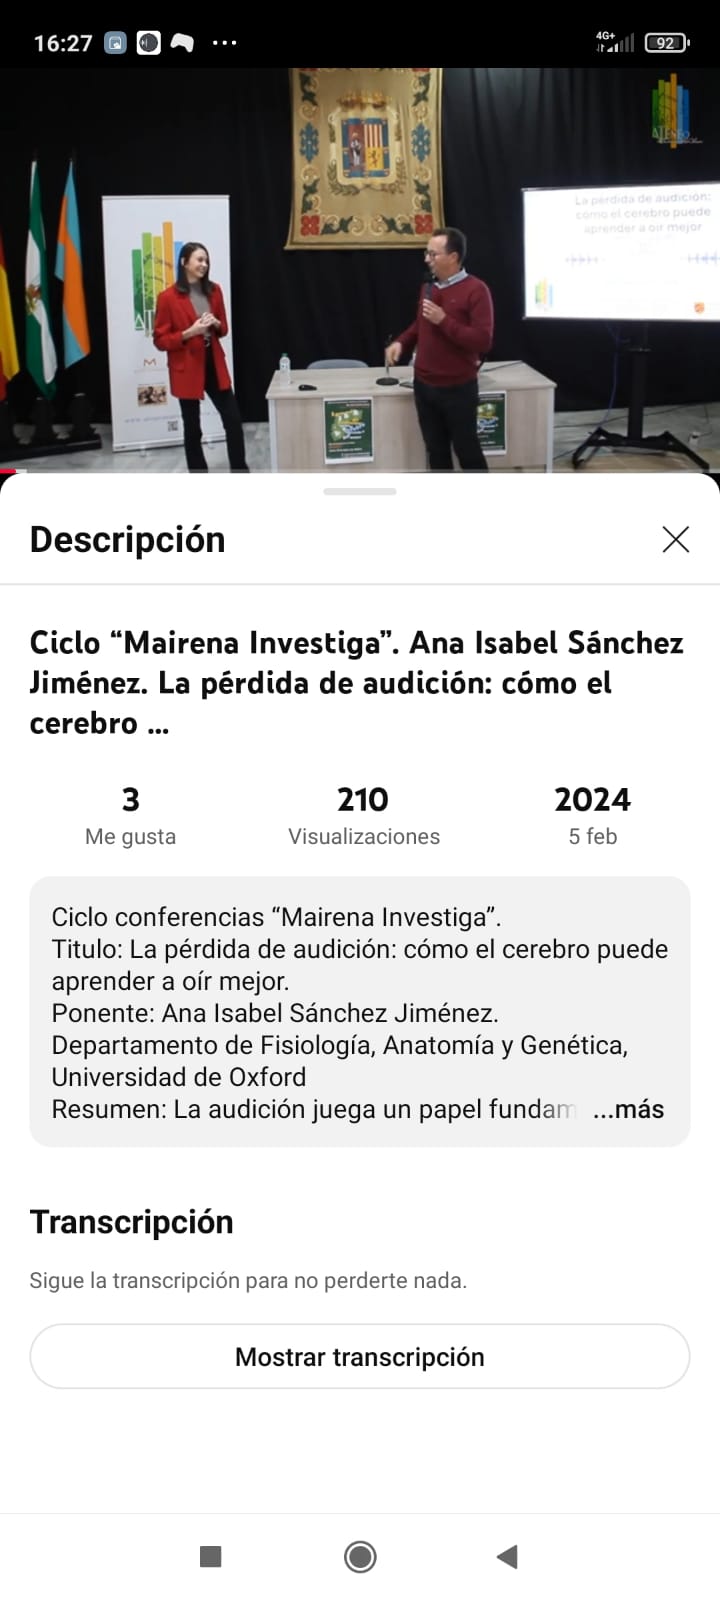 16:27
4G+
92
ATENEO
La pérdida de audición:
cómo el cerebro puede
aprender a oír mejor
Descripción
Ciclo “Mairena Investiga”. Ana Isabel Sánchez
Jiménez. La pérdida de audición: cómo el
cerebro ...
3
210
2024
Me gusta
Visualizaciones
5 feb
Ciclo conferencias “Mairena Investiga”.
Titulo: La pérdida de audición: cómo el cerebro puede
aprender a oír mejor.
Ponente: Ana Isabel Sánchez Jiménez.
Departamento de Fisiología, Anatomía y Genética,
Universidad de Oxford
Resumen: La audición juega un papel fundam ...más
Transcripción
Sigue la transcripción para no perderte nada.
Mostrar transcripción